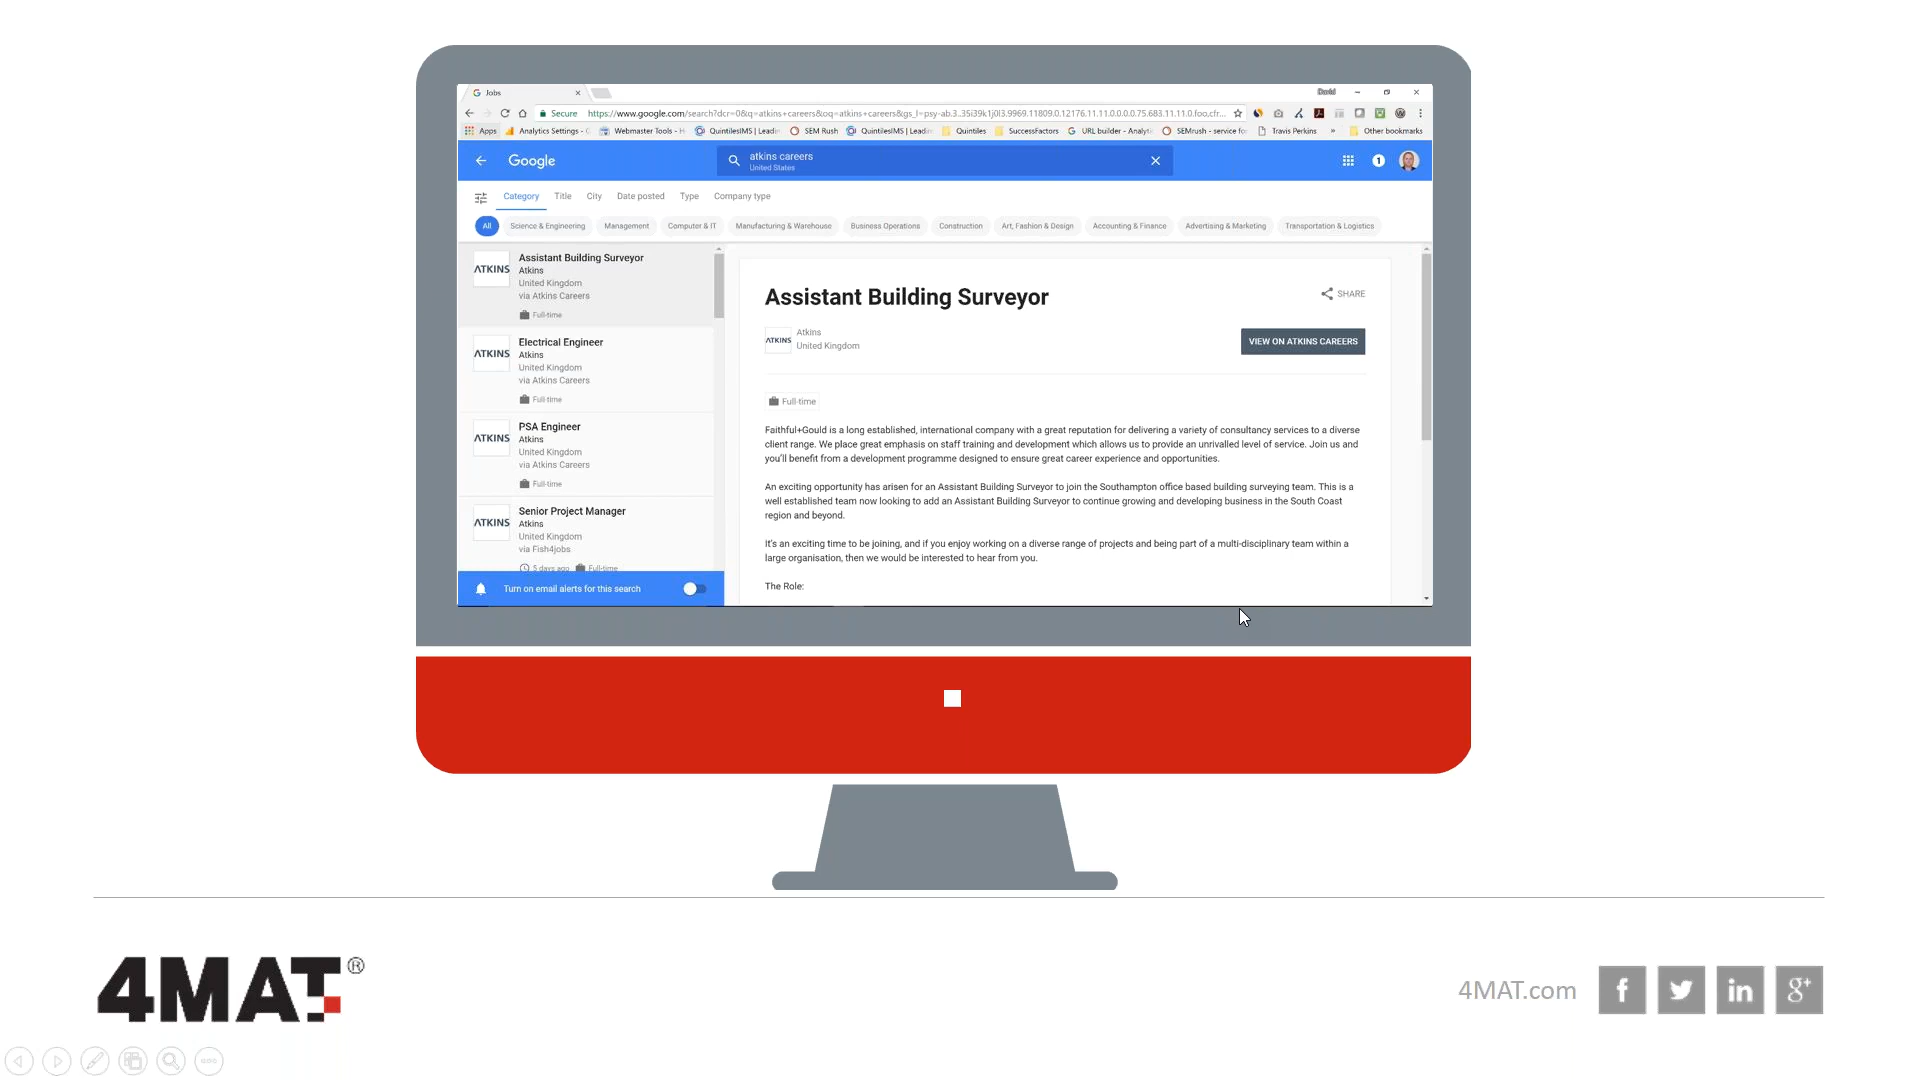 Jobs
David
Secure https://www.google.com/search?dcr=0&q=atkins+careers&oq=atkins+careers&gs_l=psy-ab.3..35i39k1j0l3.9969.11809.0.12176.11.11.0.0.0.0.75.683.11.11.0.foo,cfr...
Apps Analytics Settings - G Webmaster Tools - H QuintilesIMS | Leadin SEM Rush QuintilesIMS | Leadin Quintiles SuccessFactors URL builder - Analytic SEMrush - service for Travis Perkins » Other bookmarks
Google atkins careers 1
United States
Category Title City Date posted Type Company type
All Science & Engineering Management Computer & IT Manufacturing & Warehouse Business Operations Construction Art, Fashion & Design Accounting & Finance Advertising & Marketing Transportation & Logistics
ATKINS
Assistant Building Surveyor
Atkins
United Kingdom
via Atkins Careers
Full-time
ATKINS
Electrical Engineer
Atkins
United Kingdom
via Atkins Careers
Full-time
ATKINS
PSA Engineer
Atkins
United Kingdom
via Atkins Careers
Full-time
ATKINS
Senior Project Manager
Atkins
United Kingdom
via Fish4jobs
5 days ago Full-time
Turn on email alerts for this search
Assistant Building Surveyor
SHARE
ATKINS
Atkins
United Kingdom
VIEW ON ATKINS CAREERS
Full-time
Faithful+Gould is a long established, international company with a great reputation for delivering a variety of consultancy services to a diverse
client range. We place great emphasis on staff training and development which allows us to provide an unrivalled level of service. Join us and
you'll benefit from a development programme designed to ensure great career experience and opportunities.
An exciting opportunity has arisen for an Assistant Building Surveyor to join the Southampton office based building surveying team. This is a
well established team now looking to add an Assistant Building Surveyor to continue growing and developing business in the South Coast
region and beyond.
It's an exciting time to be joining, and if you enjoy working on a diverse range of projects and being part of a multi-disciplinary team within a
large organisation, then we would be interested to hear from you.
The Role:
4MAT®
4MAT.com f in g+